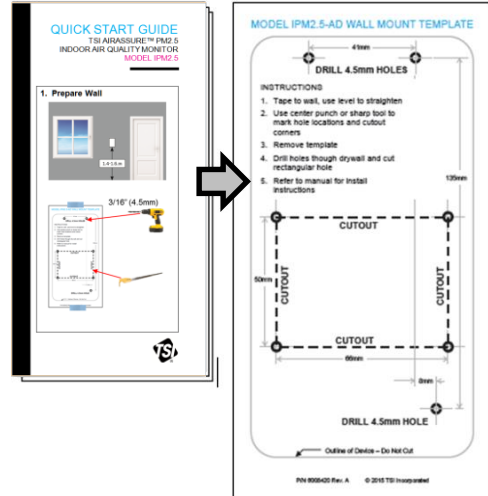 QUICK START GUIDE
TSI AIRASSURE™ PM2.5
INDOOR AIR QUALITY MONITOR
MODEL IPM2.5
1. Prepare Wall
1.4-1.6 m
3/16" (4.5mm)
TSI
MODEL IPM2.5-AD WALL MOUNT TEMPLATE
41mm
DRILL 4.5mm HOLES
INSTRUCTIONS
1. Tape to wall, use level to straighten
2. Use center punch or sharp tool to
mark hole locations and cutout
corners
3. Remove template
4. Drill holes though drywall and cut
rectangular hole
5. Refer to manual for install
instructions
135mm
CUTOUT
50mm
CUTOUT
CUTOUT
CUTOUT
66mm
8mm
DRILL 4.5mm HOLE
Outline of Device – Do Not Cut
Rev. A © 2015 TSI Incorporated